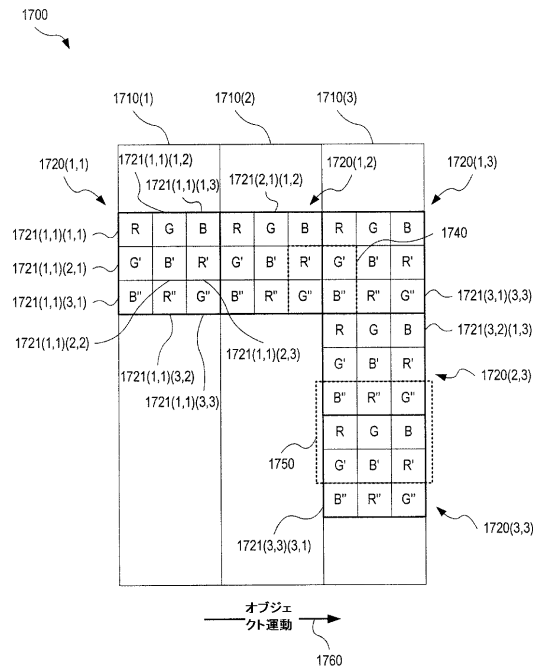 1700
1710(1) 1710(2) 1710(3)
1720(1,1) 1721(1,1)(1,2) 1721(2,1)(1,2) 1720(1,2) 1720(1,3)
1721(1,1)(1,3)
1740
1721(1,1)(1,1) R G B R G B R G B
1721(1,1)(2,1) G' B' R' G' B' R' G' B' R'
1721(1,1)(3,1) B'' R'' G'' B'' R'' G'' B'' R'' G'' 1721(3,1)(3,3)
R G B 1721(3,2)(1,3)
1721(1,1)(2,2) 1721(1,1)(2,3)
1721(1,1)(3,2) G' B' R' 1720(2,3)
1721(1,1)(3,3) B'' R'' G''
R G B
1750 G' B' R'
B'' R'' G''
1721(3,3)(3,1) 1720(3,3)
オブジェ
クト運動
1760